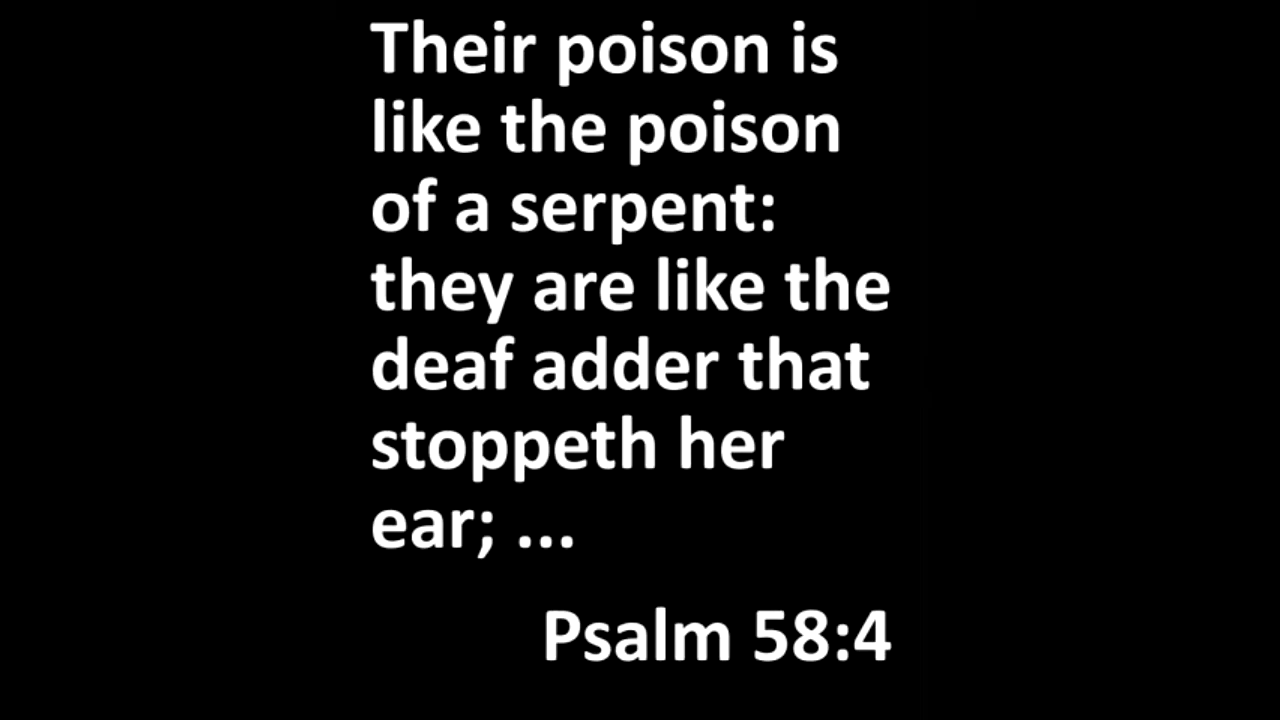 Their poison is
like the poison
of a serpent:
they are like the
deaf adder that
stoppeth her
ear; ...
Psalm 58:4